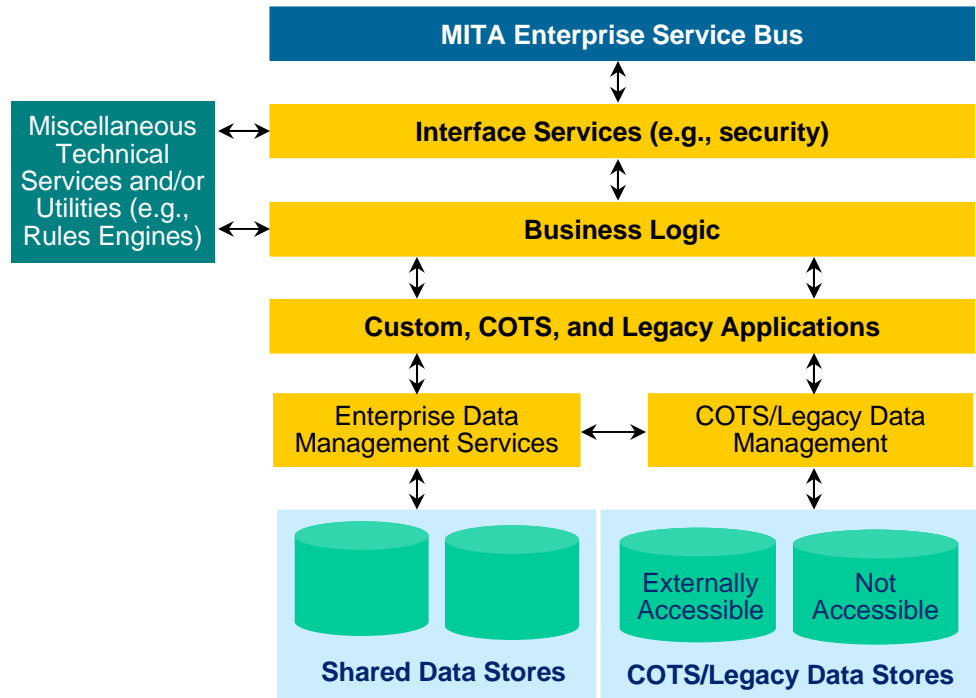 MITA Enterprise Service Bus
Miscellaneous
Technical
Services and/or
Utilities (e.g.,
Rules Engines)
Interface Services (e.g., security)
Business Logic
Custom, COTS, and Legacy Applications
Enterprise Data
Management Services
COTS/Legacy Data
Management
Externally
Accessible
Not
Accessible
Shared Data Stores
COTS/Legacy Data Stores